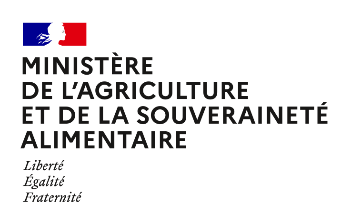 MINISTÈRE
DE L'AGRICULTURE
ET DE LA SOUVERAINETÉ
ALIMENTAIRE
Liberté
Égalité
Fraternité